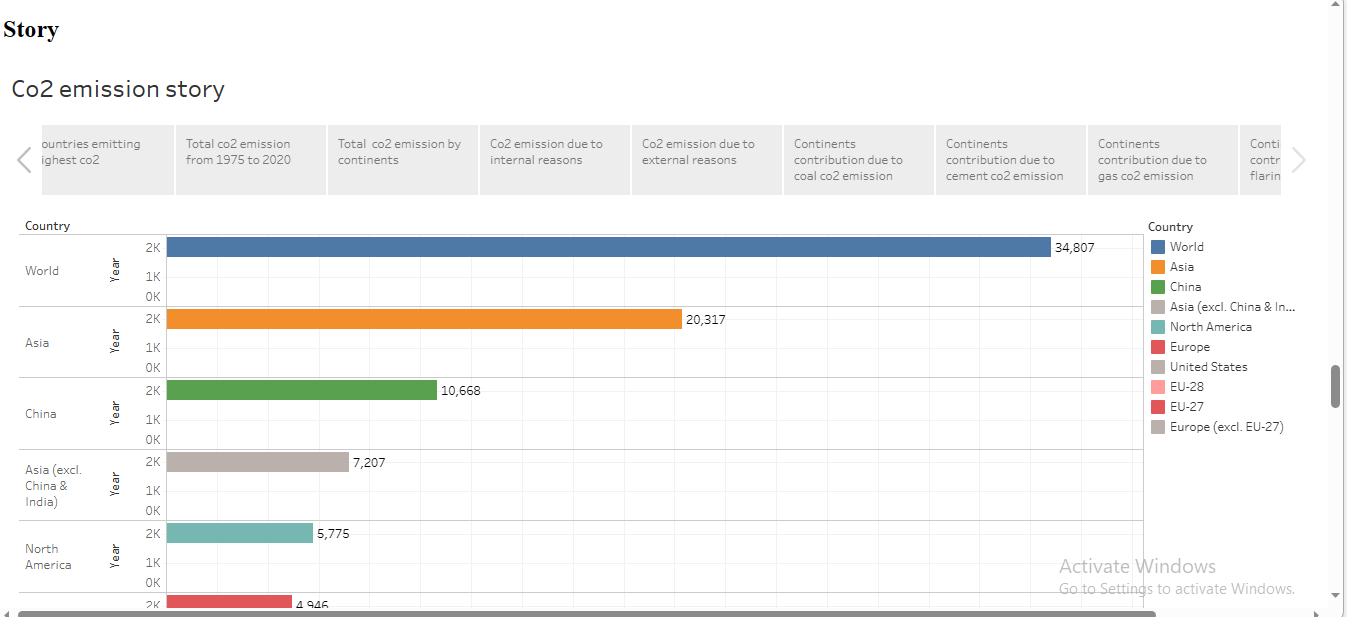 Story
Co2 emission story
ountries emitting
ighest co2
Total co2 emission
from 1975 to 2020
Total co2 emission by
continents
Co2 emission due to
internal reasons
Co2 emission due to
external reasons
Continents
contribution due to
coal co2 emission
Continents
contribution due to
cement co2 emission
Continents
contribution due to
gas co2 emission
Conti
contr
flarin
Country
World
Year
2K
1K
0K
34,807
Asia
Year
2K
1K
0K
20,317
China
Year
2K
1K
0K
10,668
Asia (excl.
China &
India)
Year
2K
1K
0K
7,207
North
America
Year
2K
1K
0K
5,775
2K
4,946
Country
World
Asia
China
Asia (excl. China & In...
North America
Europe
United States
EU-28
EU-27
Europe (excl. EU-27)
Activate Windows
Go to Settings to activate Windows.